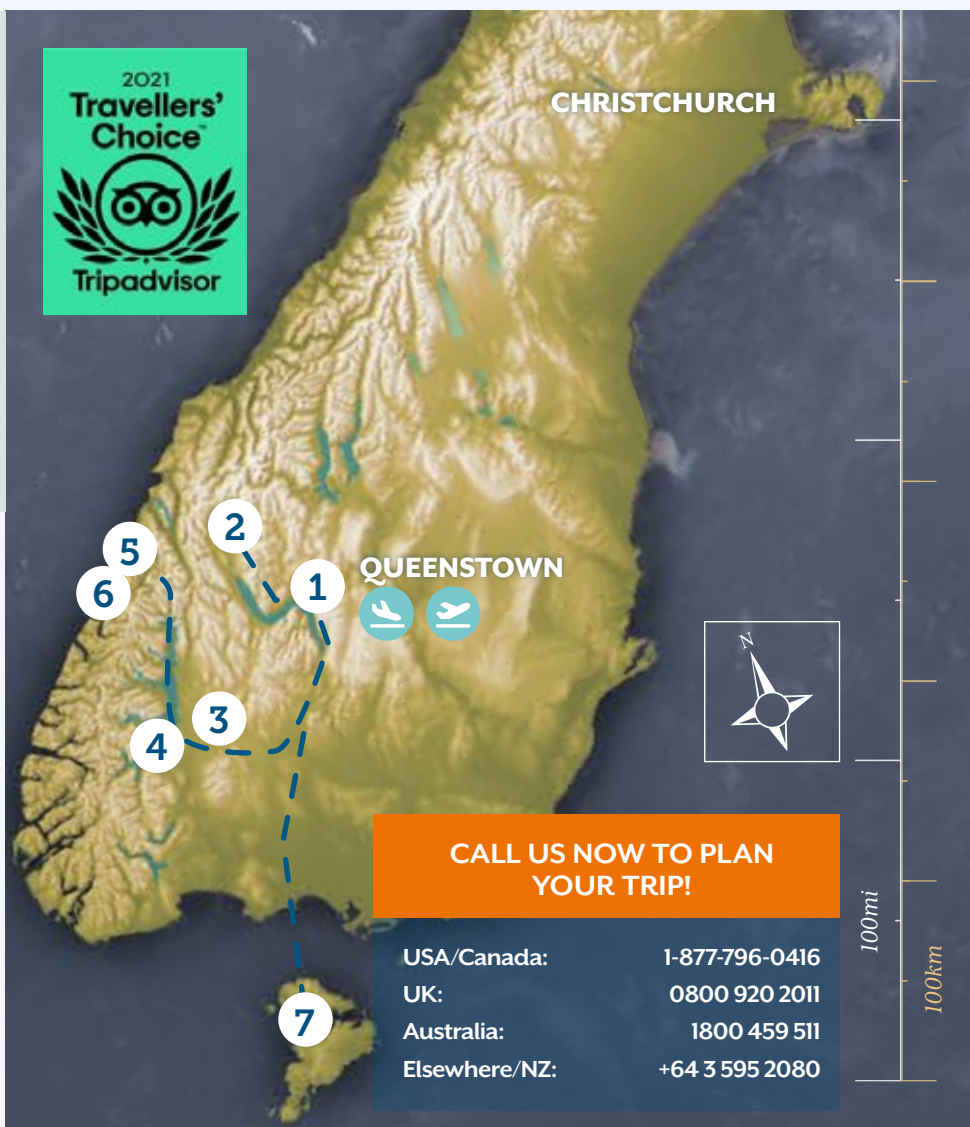 2021
Travellers'
Choice™
Tripadvisor
CHRISTCHURCH
2
5
QUEENSTOWN
1
6
N
3
4
CALL US NOW TO PLAN
YOUR TRIP!
USA/Canada: 1-877-796-0416
UK: 0800 920 2011
Australia: 1800 459 511
Elsewhere/NZ: +64 3 595 2080
7
100mi
100km